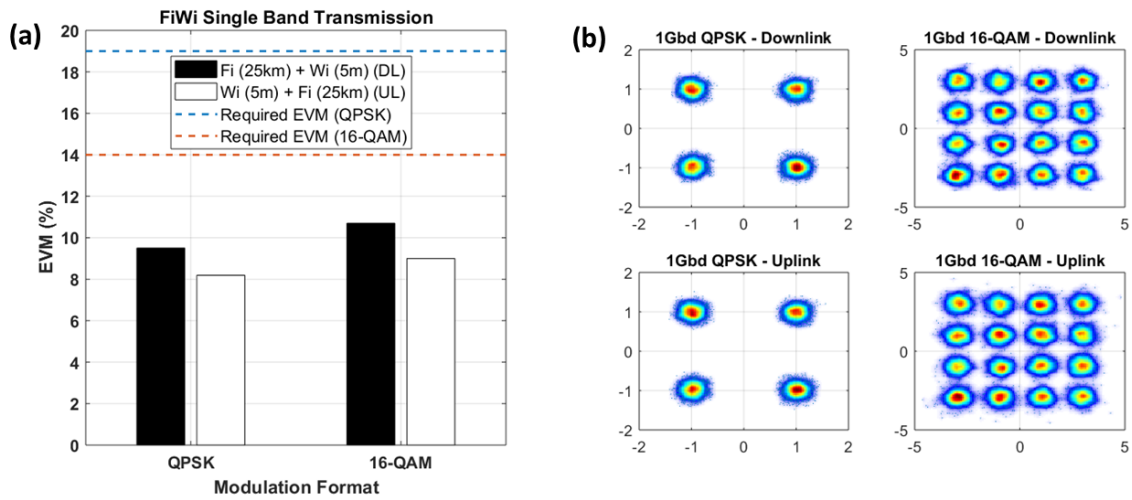 (a)
FiWi Single Band Transmission
20
18
16
14
12
10
8
6
4
2
0
EVM (%)
Fi (25km) + Wi (5m) (DL)
Wi (5m) + Fi (25km) (UL)
Required EVM (QPSK)
Required EVM (16-QAM)
QPSK 16-QAM
Modulation Format
(b)
1Gbd QPSK - Downlink
2
1
0
-1
-2
-2 -1 0 1 2
1Gbd 16-QAM - Downlink
5
0
-5
-5 0 5
1Gbd QPSK - Uplink
2
1
0
-1
-2
-2 -1 0 1 2
1Gbd 16-QAM - Uplink
5
0
-5
-5 0 5